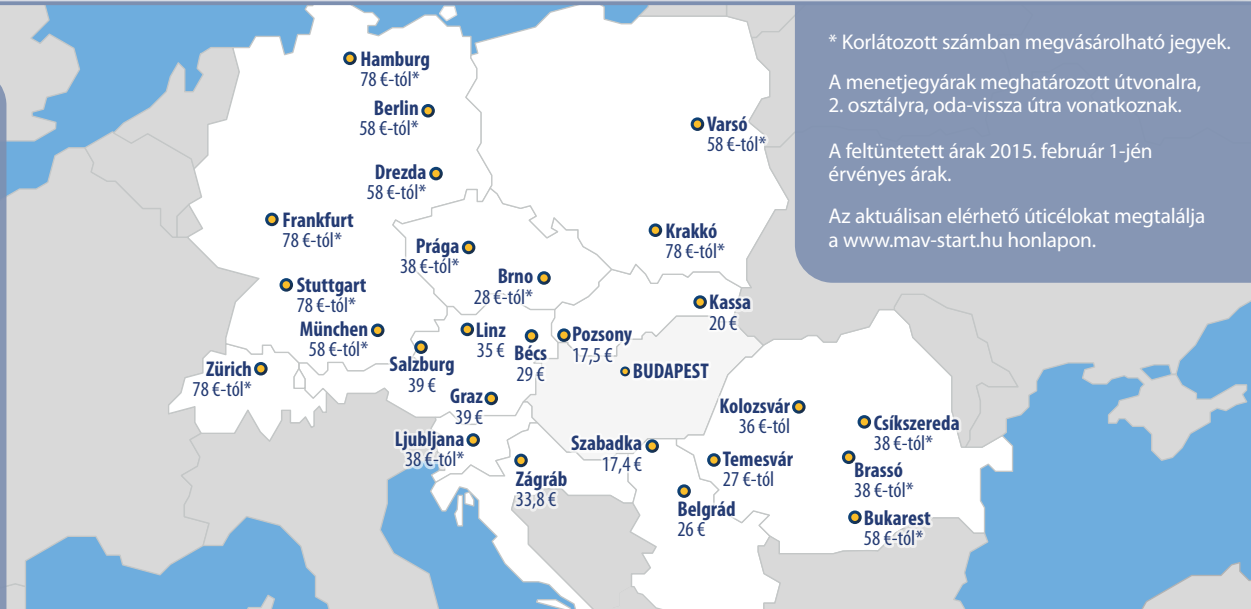 * Korlátozott számban megvásárolható jegyek.
A menetjegyárak meghatározott útvonalra,
2. osztályra, oda-vissza útra vonatkoznak.
A feltüntetett árak 2015. február 1-jén
érvényes árak.
Az aktuálisan elérhető úticélokat megtalálja
a www.mav-start.hu honlapon.
Hamburg
78 €-tól*
Berlin
58 €-tól*
Varsó
58 €-tól*
Drezda
58 €-tól*
Frankfurt
78 €-tól*
Krakkó
78 €-tól*
Prága
38 €-tól*
Brno
28 €-tól*
Stuttgart
78 €-tól*
Kassa
20 €
München
58 €-tól*
Linz
35 €
Bécs
29 €
Pozsony
17,5 €
Salzburg
39 €
Zürich
78 €-tól*
BUDAPEST
Graz
39 €
Kolozsvár
36 €-tól
Csíkszereda
38 €-tól*
Ljubljana
38 €-tól*
Szabadka
17,4 €
Temesvár
27 €-tól
Brassó
38 €-tól*
Zágráb
33,8 €
Belgrád
26 €
Bukarest
58 €-tól*